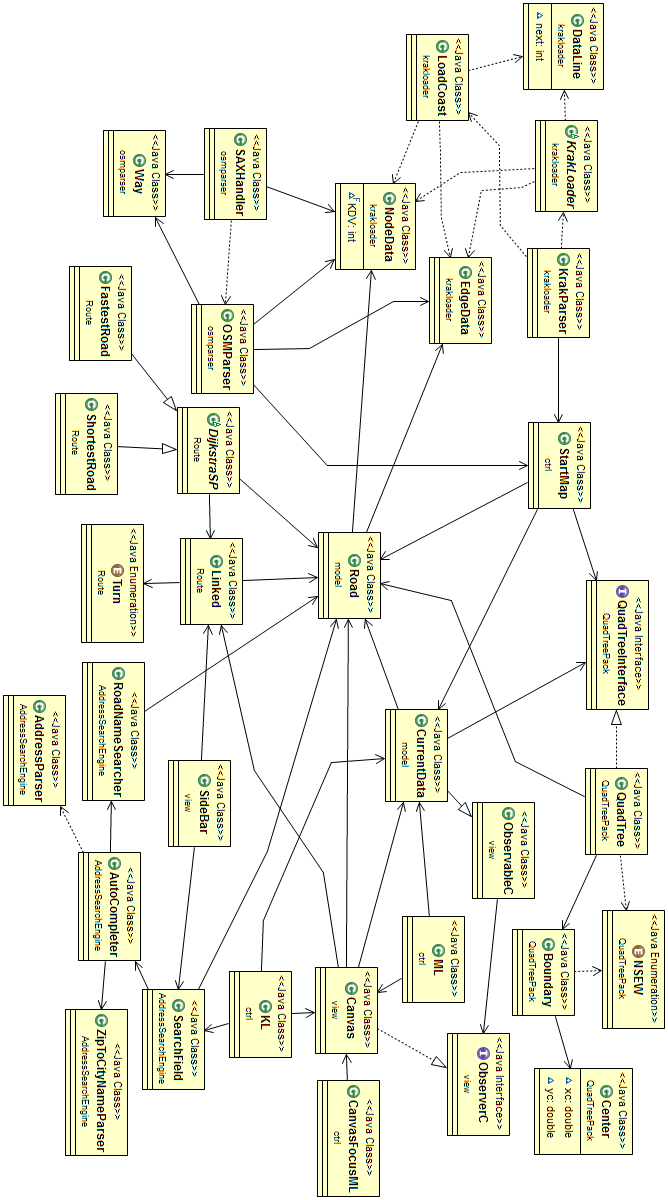 <<Java Class>>
DataLine
krakloader
next: int
<<Java Class>>
LoadCoast
krakloader
<<Java Class>>
KrakLoader
krakloader
<<Java Class>>
Way
osmparser
<<Java Class>>
SAXHandler
osmparser
<<Java Class>>
NodeData
krakloader
KDV: int
<<Java Class>>
EdgeData
krakloader
<<Java Class>>
KrakParser
krakloader
<<Java Class>>
FastestRoad
Route
<<Java Class>>
OSMParser
osmparser
<<Java Class>>
ShortestRoad
Route
<<Java Class>>
DijkstraSP
Route
<<Java Class>>
StartMap
ctrl
<<Java Enumeration>>
Turn
Route
<<Java Class>>
Linked
Route
<<Java Class>>
Road
model
<<Java Interface>>
QuadTreeInterface
QuadTreePack
<<Java Class>>
AddressParser
AddressSearchEngine
<<Java Class>>
RoadNameSearcher
AddressSearchEngine
<<Java Class>>
SideBar
view
<<Java Class>>
CurrentData
model
<<Java Class>>
ObservableC
view
<<Java Class>>
QuadTree
QuadTreePack
<<Java Class>>
AutoCompleter
AddressSearchEngine
<<Java Class>>
ML
ctrl
<<Java Class>>
Boundary
QuadTreePack
<<Java Enumeration>>
NSEW
QuadTreePack
<<Java Class>>
ZipToCityNameParser
AddressSearchEngine
<<Java Class>>
SearchField
AddressSearchEngine
<<Java Class>>
KL
ctrl
<<Java Class>>
Canvas
view
<<Java Interface>>
ObserverC
view
<<Java Class>>
Center
QuadTreePack
xc: double
yc: double
<<Java Class>>
CanvasFocusML
ctrl